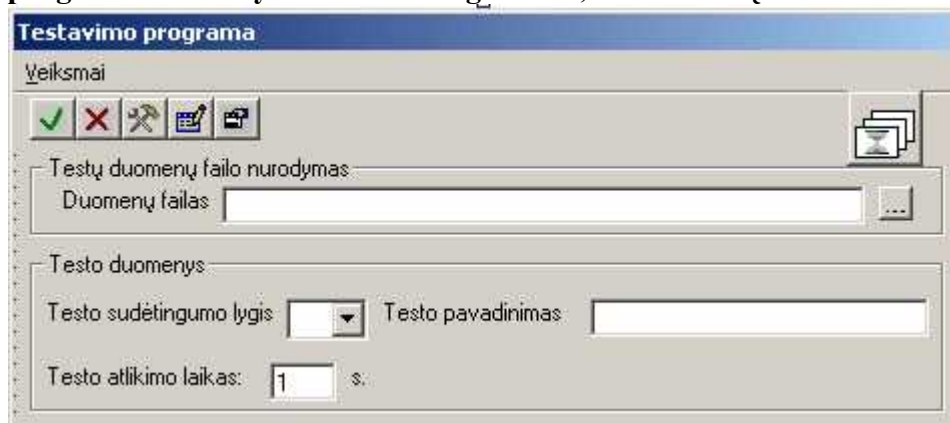 Testavimo programa
Veiksmai
Testų duomenų failo nurodymas
Duomenų failas
...
Testo duomenys
Testo sudėtingumo lygis
Testo pavadinimas
Testo atlikimo laikas: 1 s.